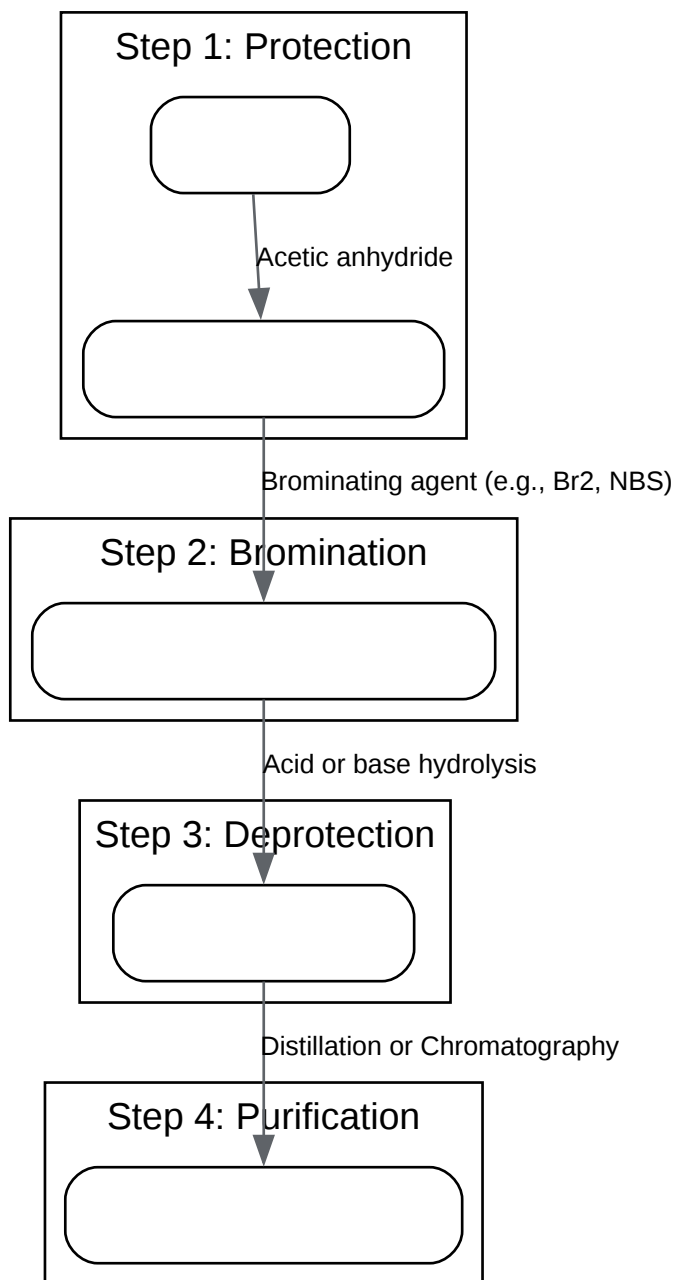 Step 1: Protection
Acetic anhydride
Brominating agent (e.g., Br2, NBS)
Step 2: Bromination
Acid or base hydrolysis
Step 3: Deprotection
Distillation or Chromatography
Step 4: Purification